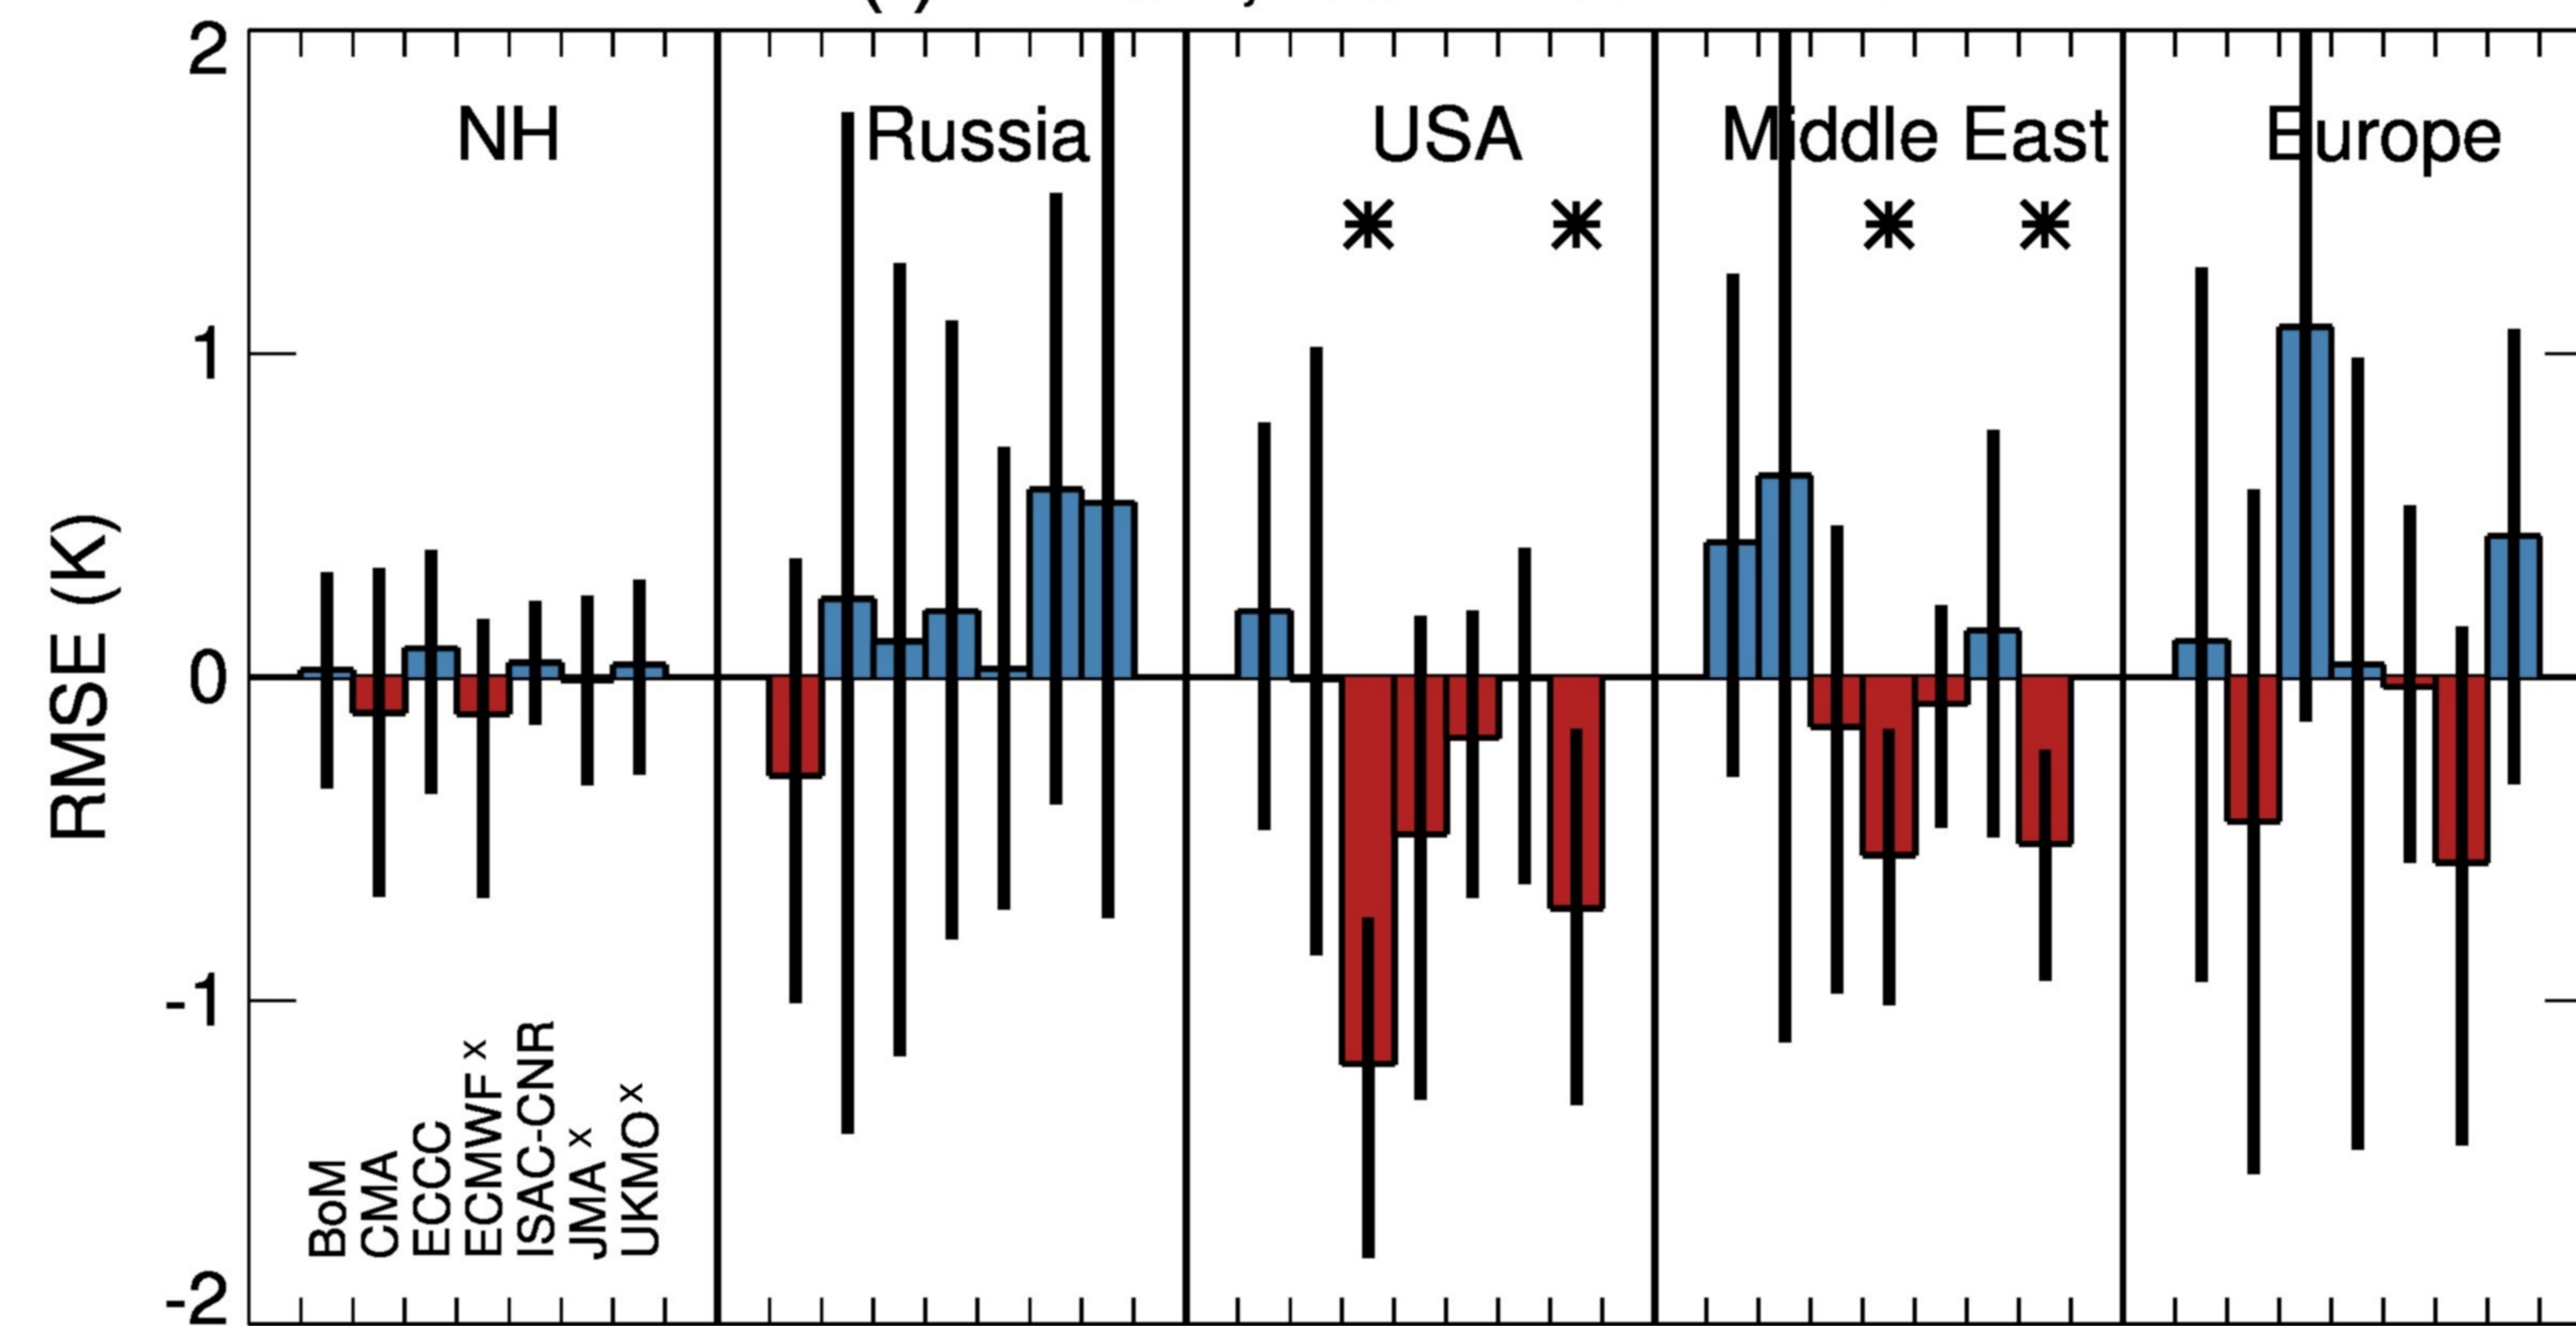 2
NH
Russia
USA
Middle East
Europe
1
RMSE (K)
0
-1
BoM
CMA
ECCC
ECMWF x
ISAC-CNR
JMA x
UKMO x
-2